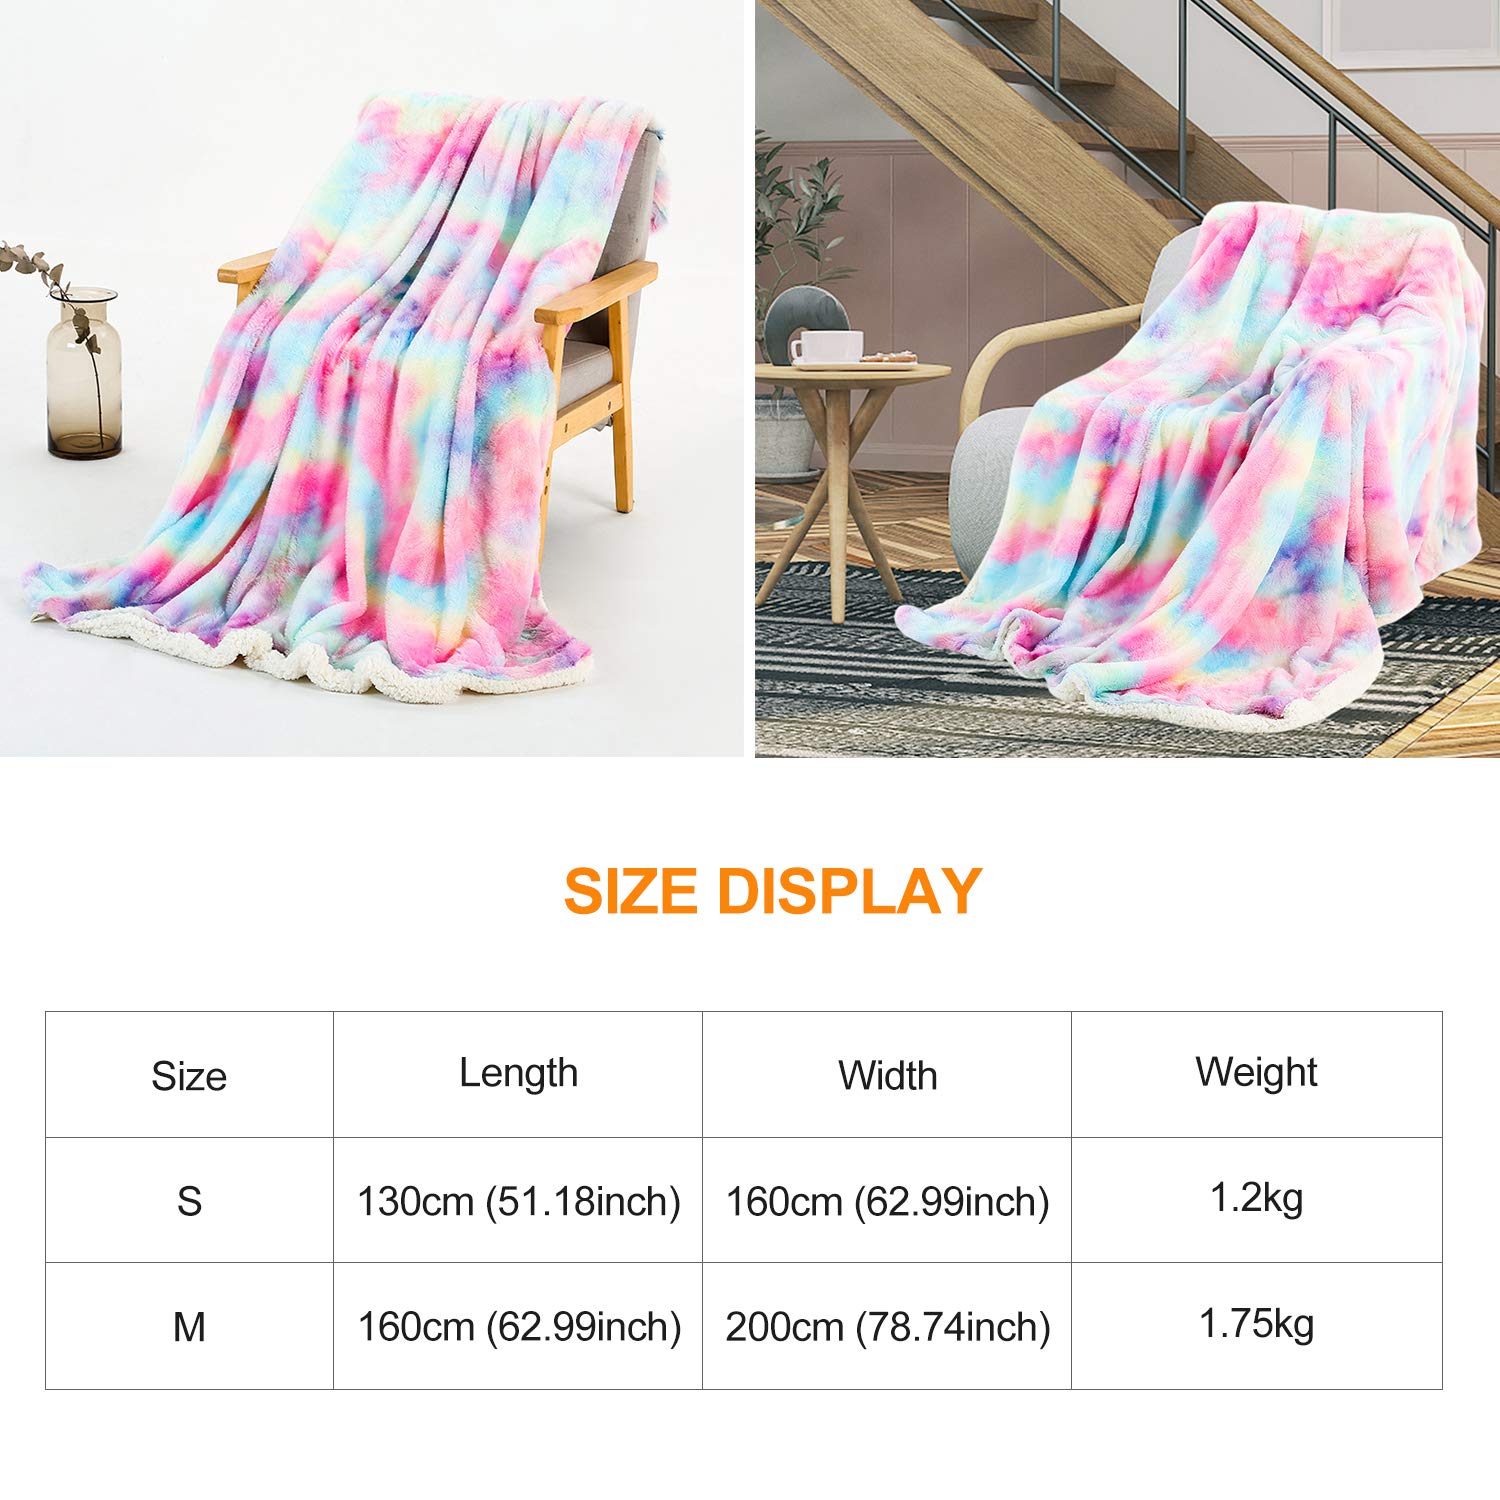 SIZE DISPLAY
Size Length Width Weight
S 130cm (51.18inch) 160cm (62.99inch) 1.2kg
M 160cm (62.99inch) 200cm (78.74inch) 1.75kg